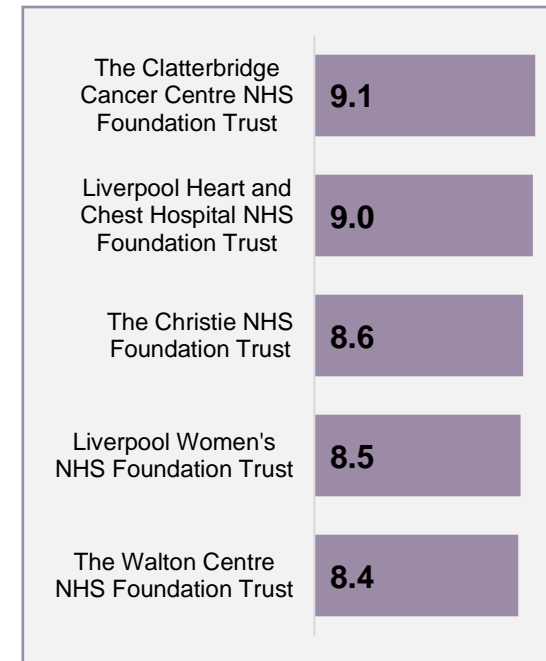 The Clatterbridge
Cancer Centre NHS
Foundation Trust
9.1
Liverpool Heart and
Chest Hospital NHS
Foundation Trust
9.0
The Christie NHS
Foundation Trust
8.6
Liverpool Women's
NHS Foundation Trust
8.5
The Walton Centre
NHS Foundation Trust
8.4